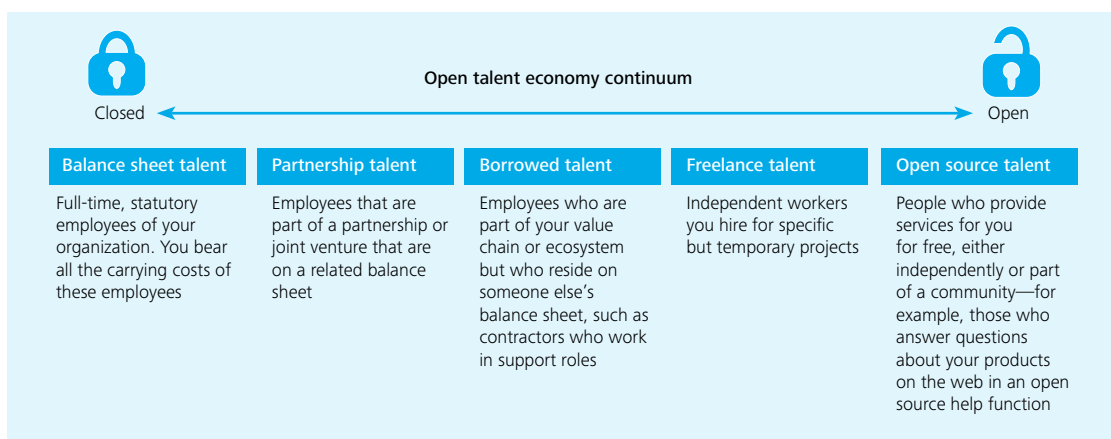 Open talent economy continuum
Closed
Open
Balance sheet talent
Full-time, statutory
employees of your
organization. You bear
all the carrying costs of
these employees
Partnership talent
Employees that are
part of a partnership or
joint venture that are
on a related balance
sheet
Borrowed talent
Employees who are
part of your value
chain or ecosystem
but who reside on
someone else’s
balance sheet, such as
contractors who work
in support roles
Freelance talent
Independent workers
you hire for specific
but temporary projects
Open source talent
People who provide
services for you
for free, either
independently or part
of a community—for
example, those who
answer questions
about your products
on the web in an open
source help function